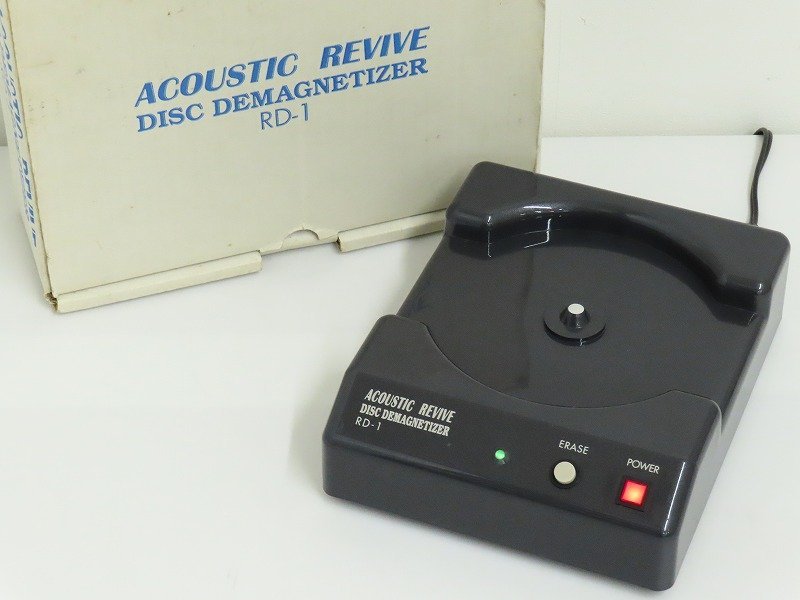 ACOUSTIC REVIVE
DISC DEMAGNETIZER
RD-1
ACOUSTIC REVIVE
DISC DEMAGNETIZER
RD-1
ERASE
POWER